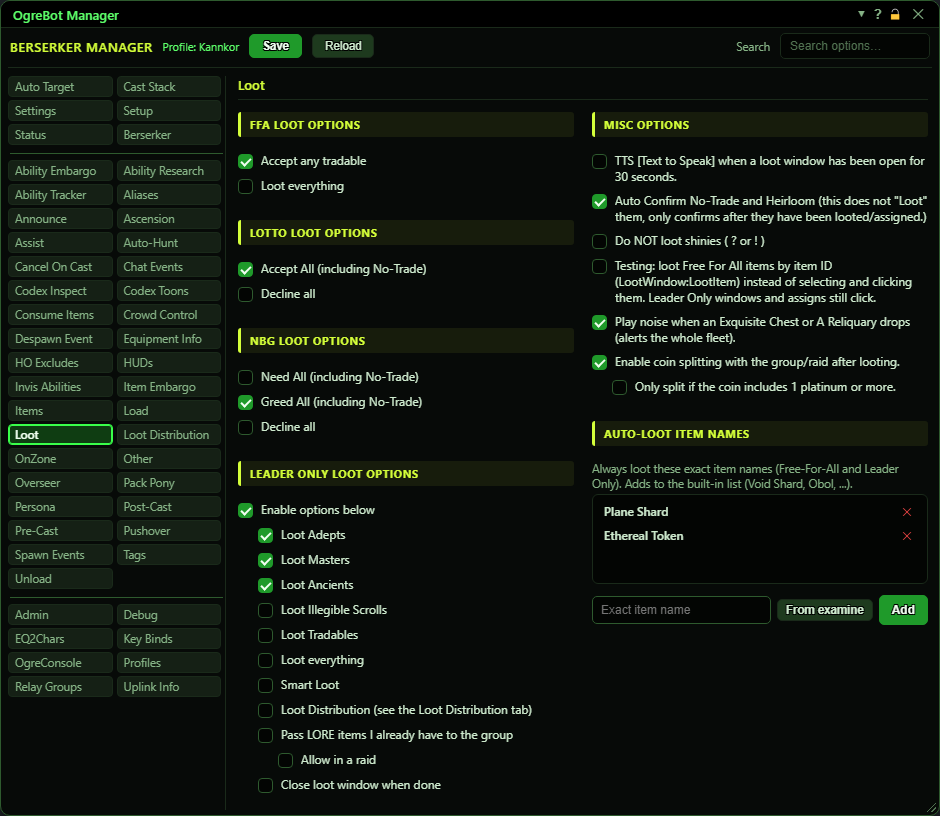 OgreBot Manager
?
BERSERKER MANAGER Profile: Kannkor Save Reload Search Search options...
Auto Target Cast Stack
Settings Setup
Status Berserker
Ability Embargo Ability Research
Ability Tracker Aliases
Announce Ascension
Assist Auto-Hunt
Cancel On Cast Chat Events
Codex Inspect Codex Toons
Consume Items Crowd Control
Despawn Event Equipment Info
HO Excludes HUDs
Invis Abilities Item Embargo
Items Load
Loot Loot Distribution
OnZone Other
Overseer Pack Pony
Persona Post-Cast
Pre-Cast Pushover
Spawn Events Tags
Unload
Admin Debug
EQ2Chars Key Binds
OgreConsole Profiles
Relay Groups Uplink Info
Loot
FFA LOOT OPTIONS
Accept any tradable
Loot everything
LOTTO LOOT OPTIONS
Accept All (including No-Trade)
Decline all
NBG LOOT OPTIONS
Need All (including No-Trade)
Greed All (including No-Trade)
Decline all
LEADER ONLY LOOT OPTIONS
Enable options below
Loot Adepts
Loot Masters
Loot Ancients
Loot Illegible Scrolls
Loot Tradables
Loot everything
Smart Loot
Loot Distribution (see the Loot Distribution tab)
Pass LORE items I already have to the group
Allow in a raid
Close loot window when done
MISC OPTIONS
TTS [Text to Speak] when a loot window has been open for
30 seconds.
Auto Confirm No-Trade and Heirloom (this does not "Loot"
them, only confirms after they have been looted/assigned.)
Do NOT loot shinies ( ? or ! )
Testing: loot Free For All items by item ID
(LootWindow:LootItem) instead of selecting and clicking
them. Leader Only windows and assigns still click.
Play noise when an Exquisite Chest or A Reliquary drops
(alerts the whole fleet).
Enable coin splitting with the group/raid after looting.
Only split if the coin includes 1 platinum or more.
AUTO-LOOT ITEM NAMES
Always loot these exact item names (Free-For-All and Leader
Only). Adds to the built-in list (Void Shard, Obol, ...).
Plane Shard
Ethereal Token
Exact item name From examine Add